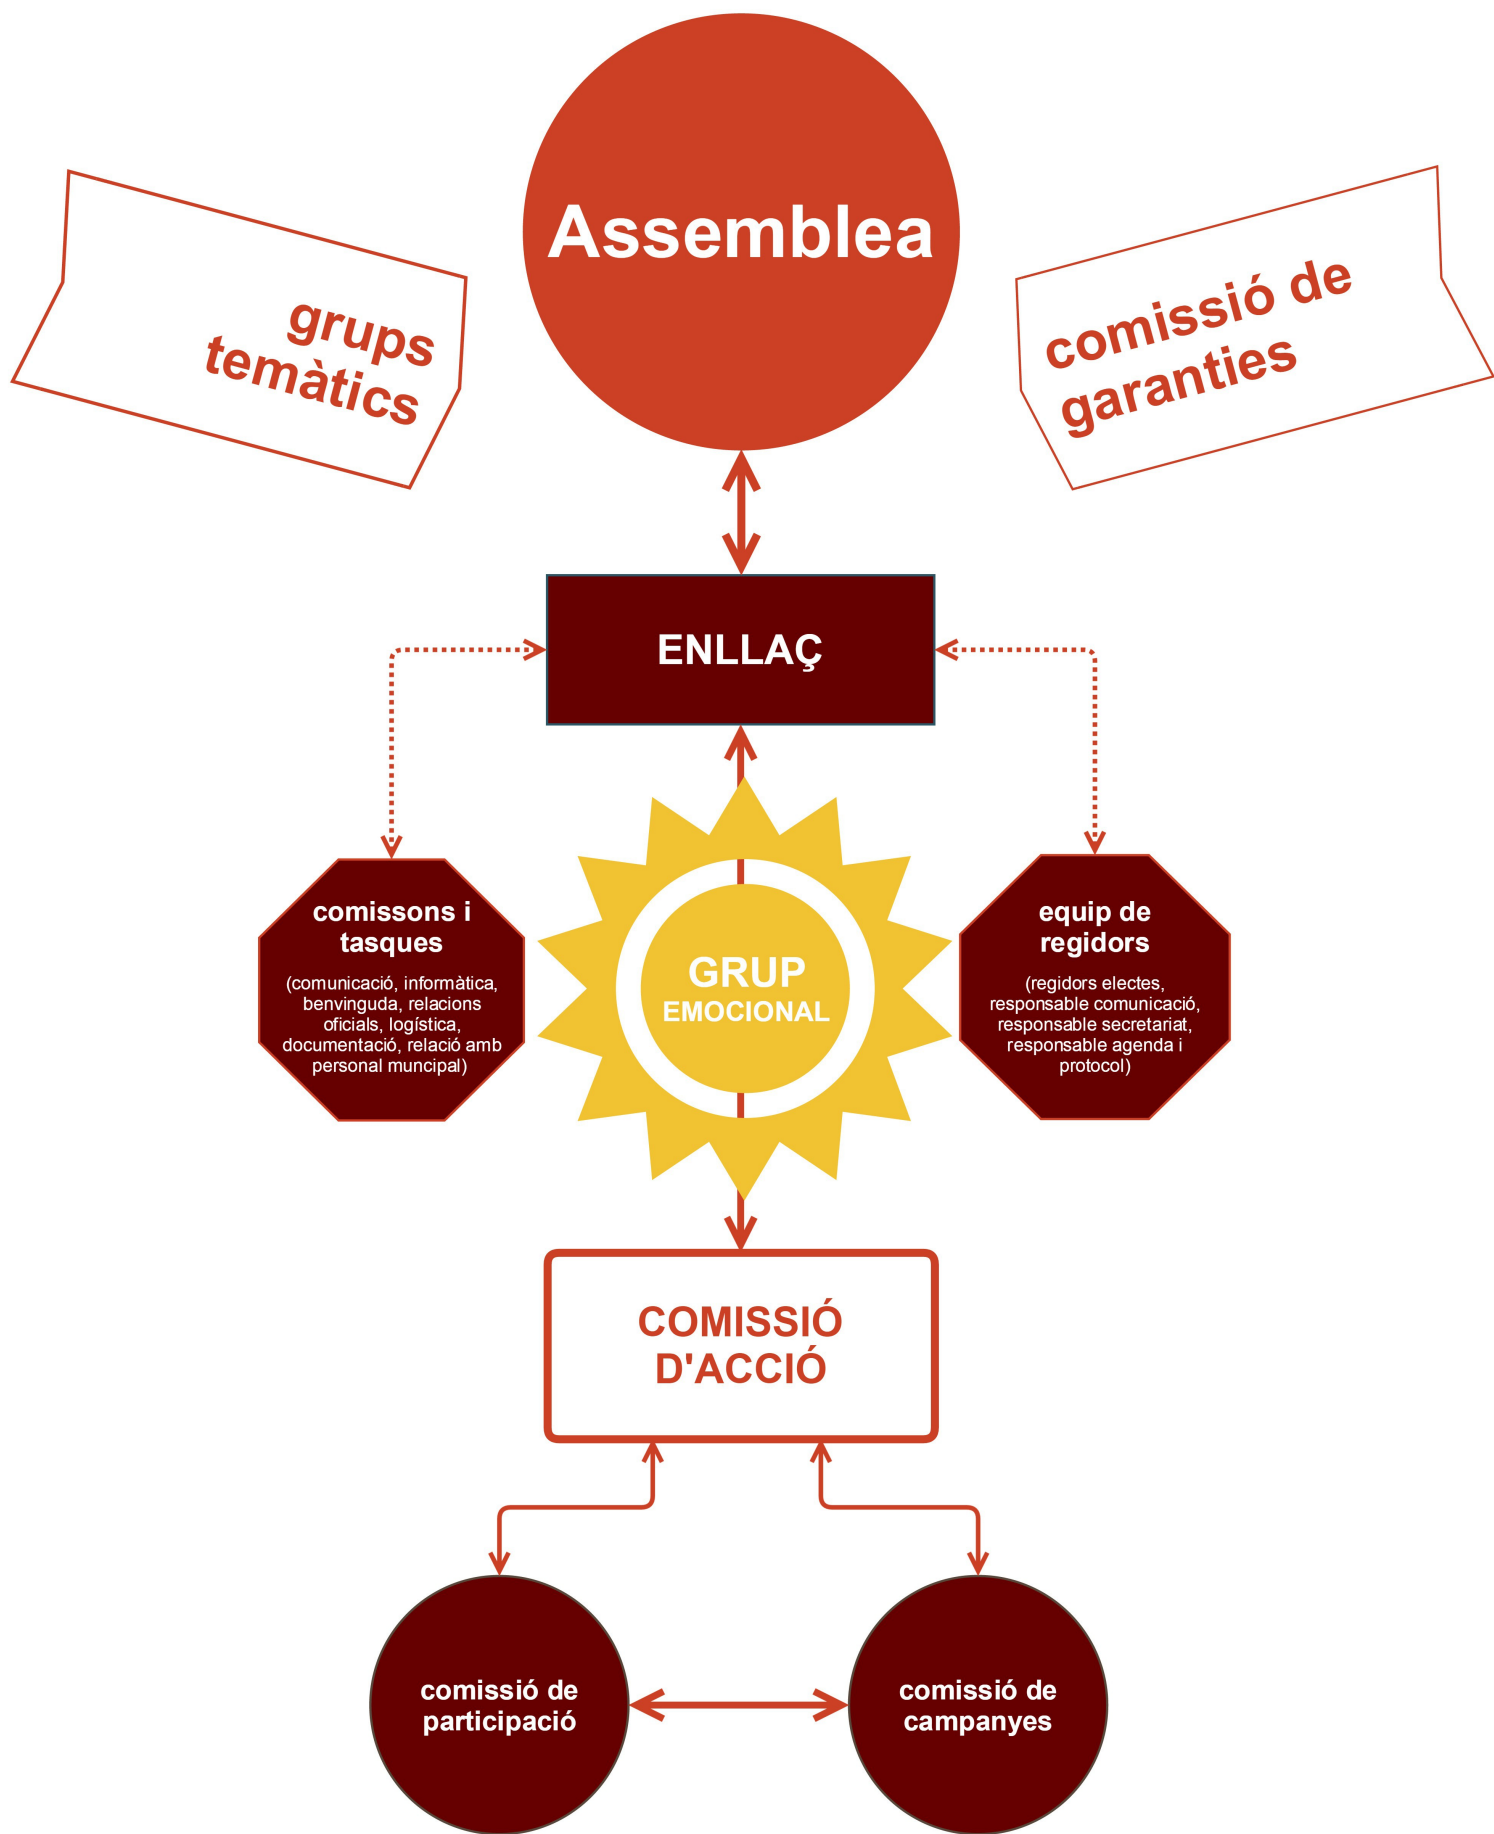 Assemblea
grups
temàtics
comissió de
garanties
ENLLAÇ
comissons i
tasques
(comunicació, informàtica,
benvinguda, relacions
oficials, logística,
documentació, relació amb
personal muncipal)
GRUP
EMOCIONAL
equip de
regidors
(regidors electes,
responsable comunicació,
responsable secretariat,
responsable agenda i
protocol)
COMISSIÓ
D'ACCIÓ
comissió de
participació
comissió de
campanyes